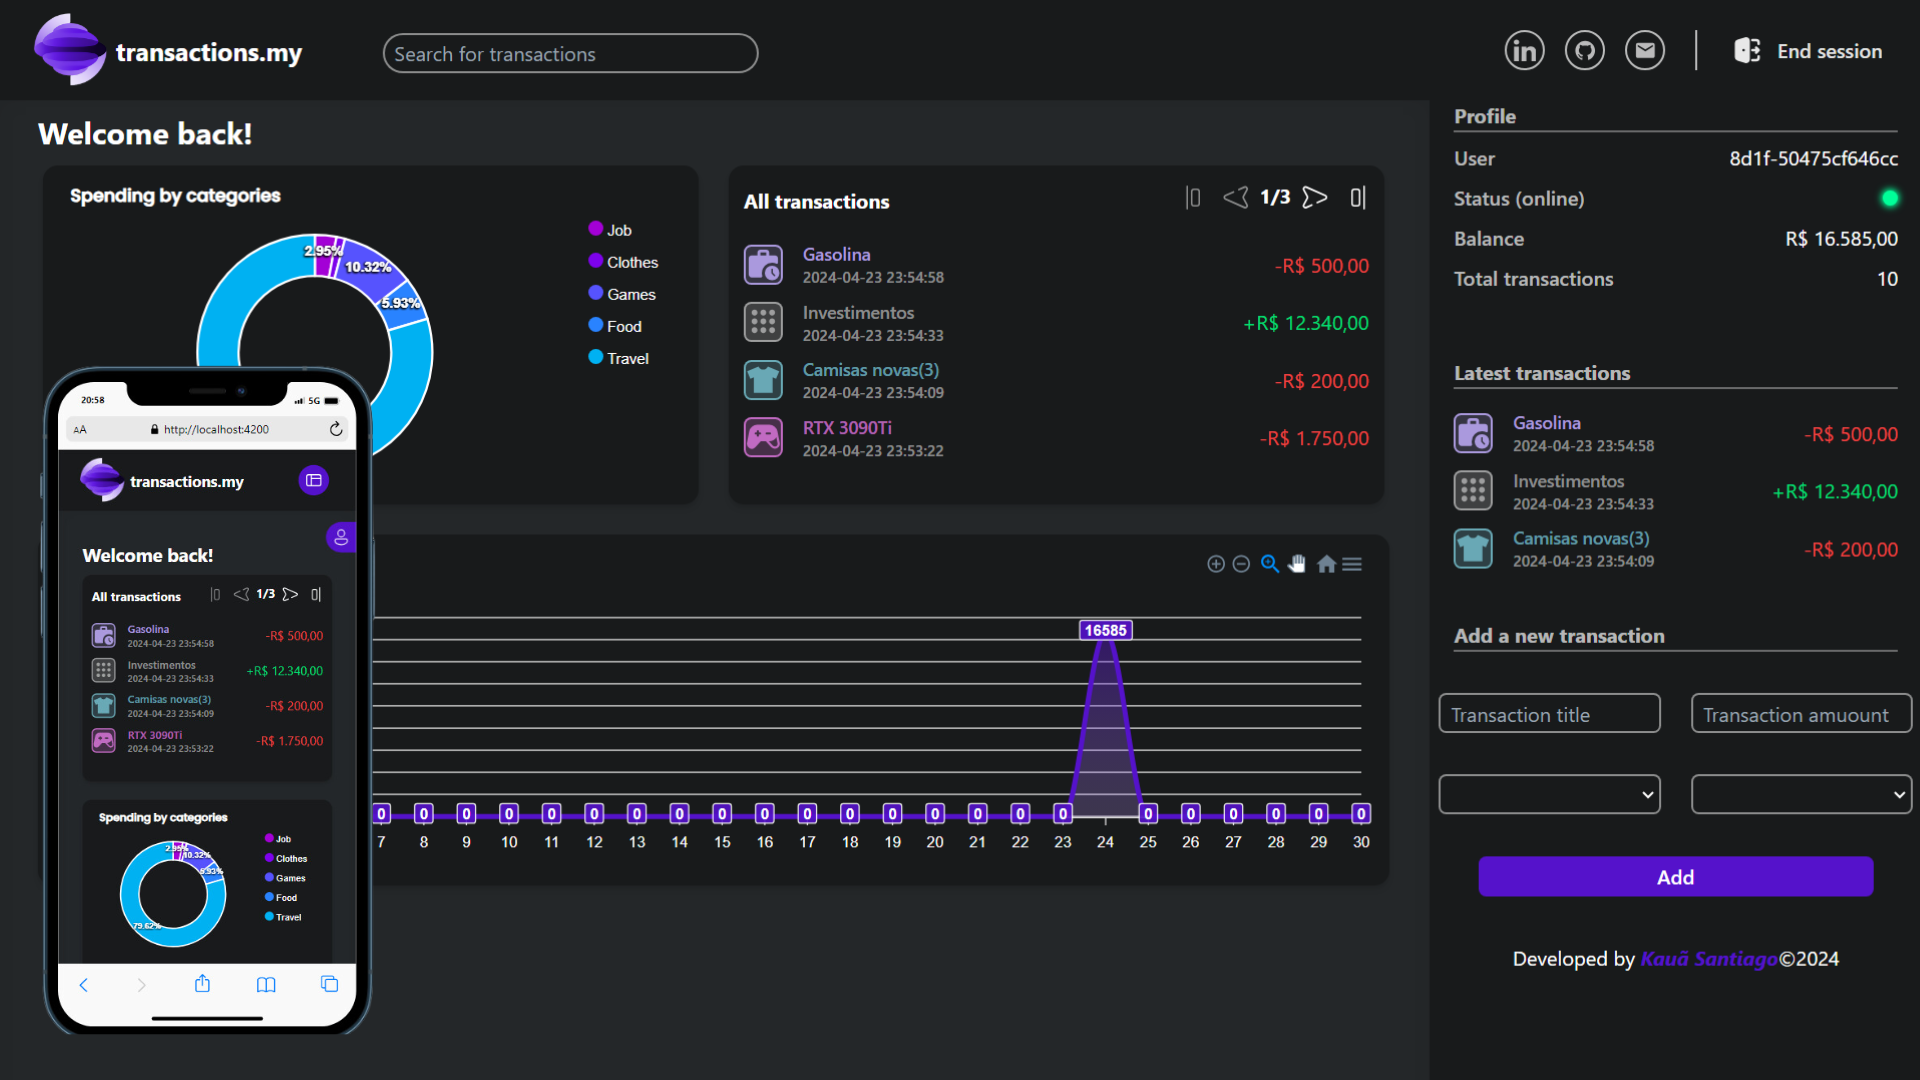 transactions.my
Search for transactions
End session
Welcome back!
Spending by categories
2.95%
10.32%
5.93%
Job
Clothes
Games
Food
Travel
All transactions
1/3
Gasolina
2024-04-23 23:54:58
-R$ 500,00
Investimentos
2024-04-23 23:54:33
+R$ 12.340,00
Camisas novas(3)
2024-04-23 23:54:09
-R$ 200,00
RTX 3090Ti
2024-04-23 23:53:22
-R$ 1.750,00
16585
0 0 0 0 0 0 0 0 0 0 0 0 0 0 0 0 0 0 0 0 0 0 0
7 8 9 10 11 12 13 14 15 16 17 18 19 20 21 22 23 24 25 26 27 28 29 30
Profile
User 8d1f-50475cf646cc
Status (online)
Balance R$ 16.585,00
Total transactions 10
Latest transactions
Gasolina
2024-04-23 23:54:58
-R$ 500,00
Investimentos
2024-04-23 23:54:33
+R$ 12.340,00
Camisas novas(3)
2024-04-23 23:54:09
-R$ 200,00
Add a new transaction
Transaction title
Transaction amuount
Add
Developed by Kauã Santiago©2024
20:58
5G
AA
http://localhost:4200
transactions.my
Welcome back!
All transactions
1/3
Gasolina
2024-04-23 23:54:58
-R$ 500,00
Investimentos
2024-04-23 23:54:33
+R$ 12.340,00
Camisas novas(3)
2024-04-23 23:54:09
-R$ 200,00
RTX 3090Ti
2024-04-23 23:53:22
-R$ 1.750,00
Spending by categories
2.95%
10.32%
5.93%
79.62%
Job
Clothes
Games
Food
Travel